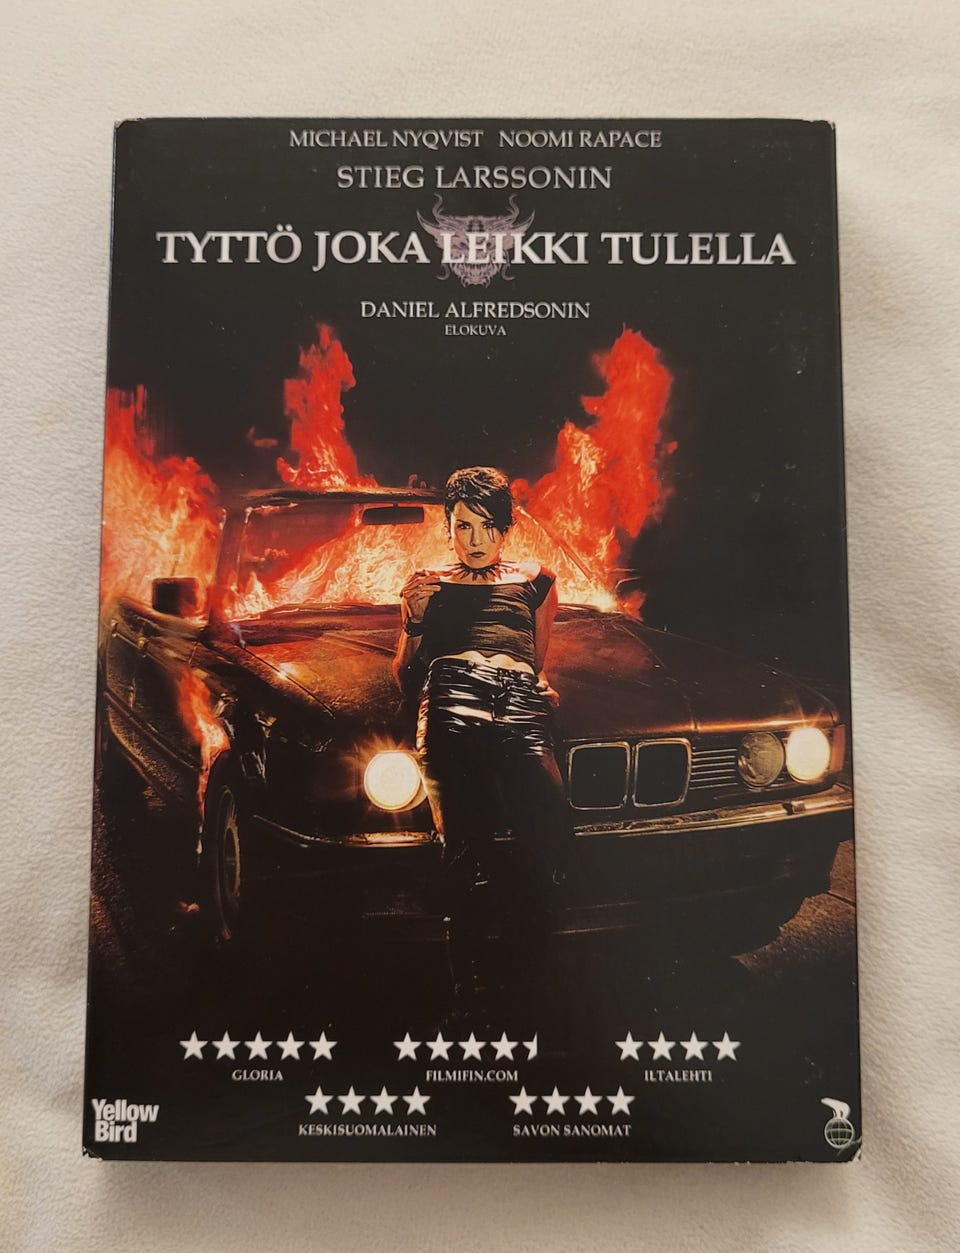 MICHAEL NYQVIST NOOMI RAPACE
STIEG LARSSONIN
TYTTÖ JOKA LEIKKI TULELLA
DANIEL ALFREDSONIN
ELOKUVA
GLORIA
FILMIFIN.COM
ILTALEHTI
KESKISUOMALAINEN
SAVON SANOMAT
Yellow
Bird